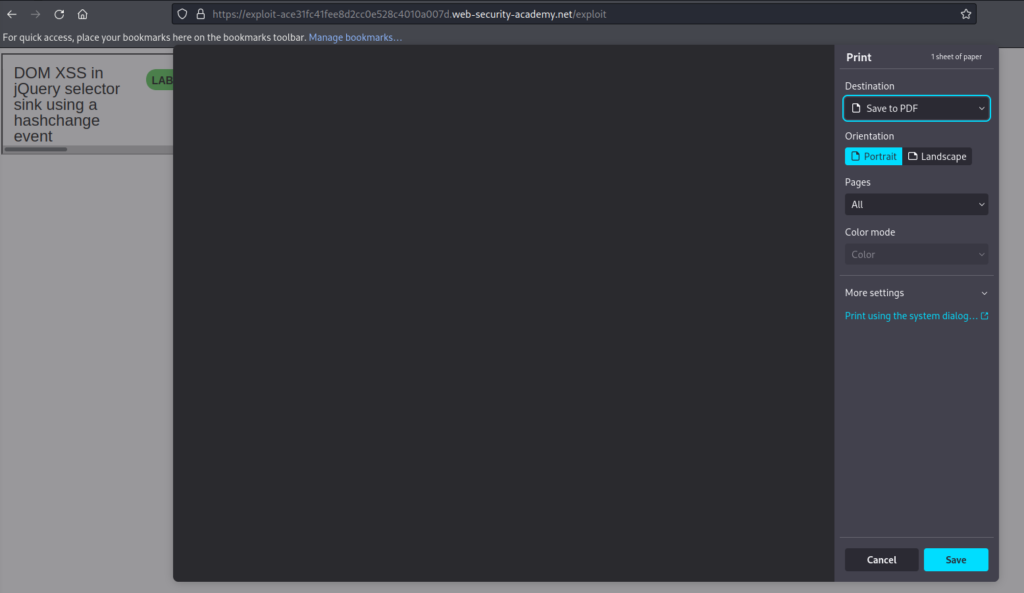 https://exploit-ace31fc41fee8d2cc0e528c4010a007d.web-security-academy.net/exploit
For quick access, place your bookmarks here on the bookmarks toolbar. Manage bookmarks...
DOM XSS in
jQuery selector
sink using a
hashchange
event
LAB
Print
1 sheet of paper
Destination
Save to PDF
Orientation
Portrait
Landscape
Pages
All
Color mode
Color
More settings
Print using the system dialog...
Cancel
Save